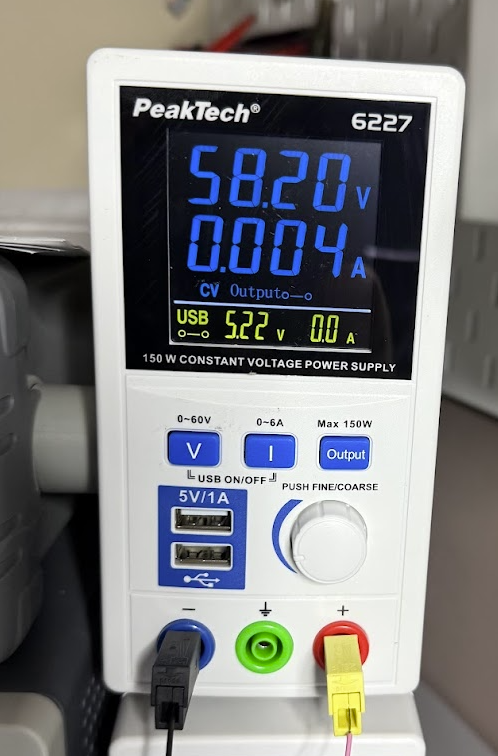 PeakTech®
6227
58.20 V
0.004 A
CV Output
USB 5.22 V 0.0 A
150 W CONSTANT VOLTAGE POWER SUPPLY
0~60V 0~6A Max 150W
V I Output
USB ON/OFF
PUSH FINE/COARSE
5V/1A
− +